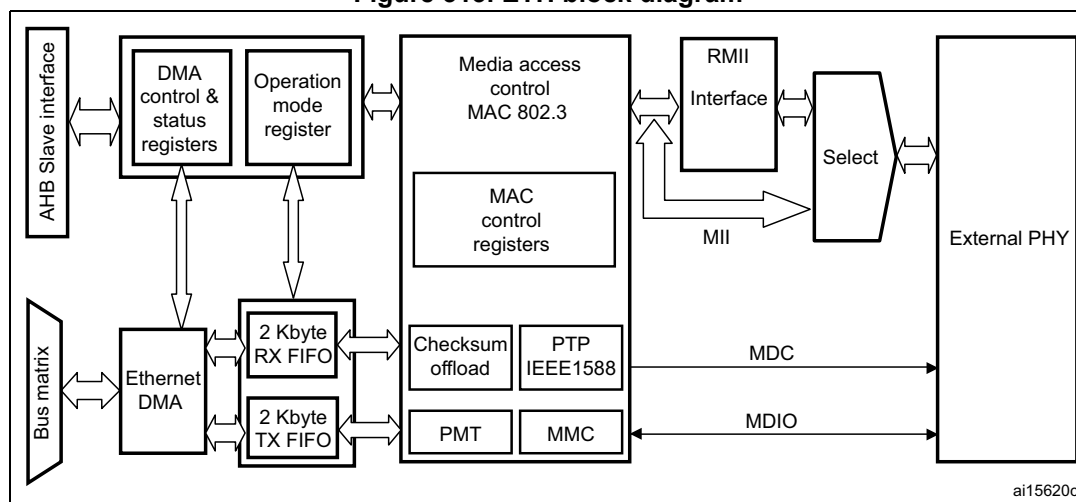 AHB Slave interface
DMA
control &
status
registers
Operation
mode
register
Media access
control
MAC 802.3
MAC
control
registers
RMII
Interface
Select
MII
External PHY
Bus matrix
Ethernet
DMA
2 Kbyte
RX FIFO
2 Kbyte
TX FIFO
Checksum
offload
PTP
IEEE1588
PMT
MMC
MDC
MDIO
ai15620c